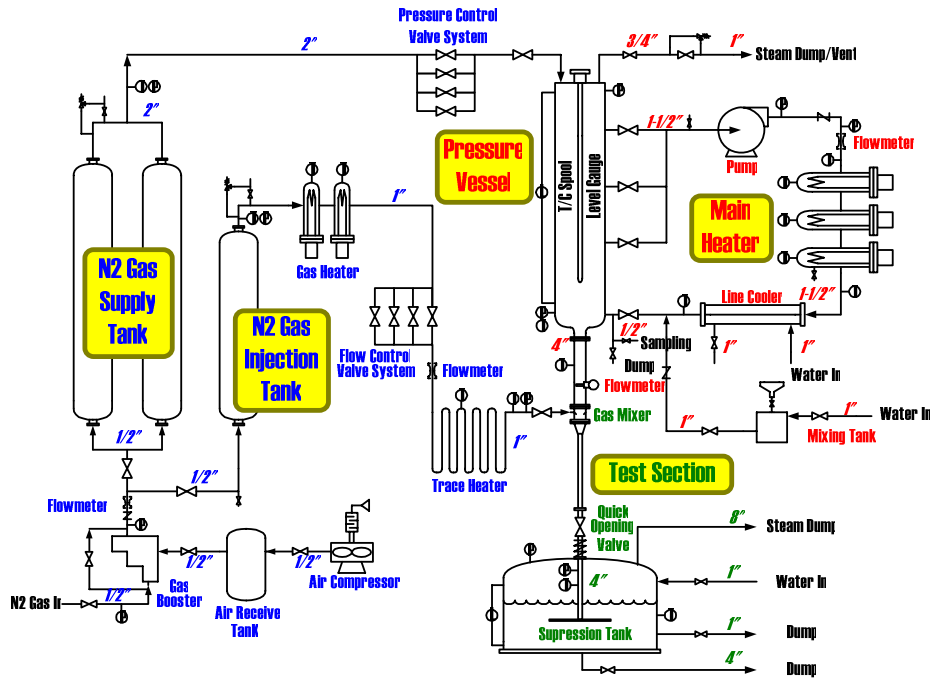 Pressure Control
Valve System
2"
3/4"
1"
Steam Dump/Vent
T P
2"
P
1-1/2"
P
P
Flowmeter
Pump
T
Pressure
Vessel
T/C Spool
Level Gauge
T
T
T
1"
T
T P
Gas Heater
Main
Heater
N2 Gas
Supply
Tank
N2 Gas
Injection
Tank
Line Cooler
1-1/2"
T
T
P
T
1/2"
Sampling
Dump
4"
T
1"
1"
Water In
Flow Control
Valve System
Flowmeter
Flowmeter
Gas Mixer
T P
1"
Trace Heater
1"
1"
Water In
Mixing Tank
1/2"
1/2"
Flowmeter
P
Test Section
Quick
Opening
Valve
8"
Steam Dump
1/2"
1/2"
Air Compressor
Gas
Booster
Air Receive
Tank
N2 Gas In
1/2"
P
P
T
T
4"
1"
Water In
Supression Tank
T
1"
Dump
4"
Dump